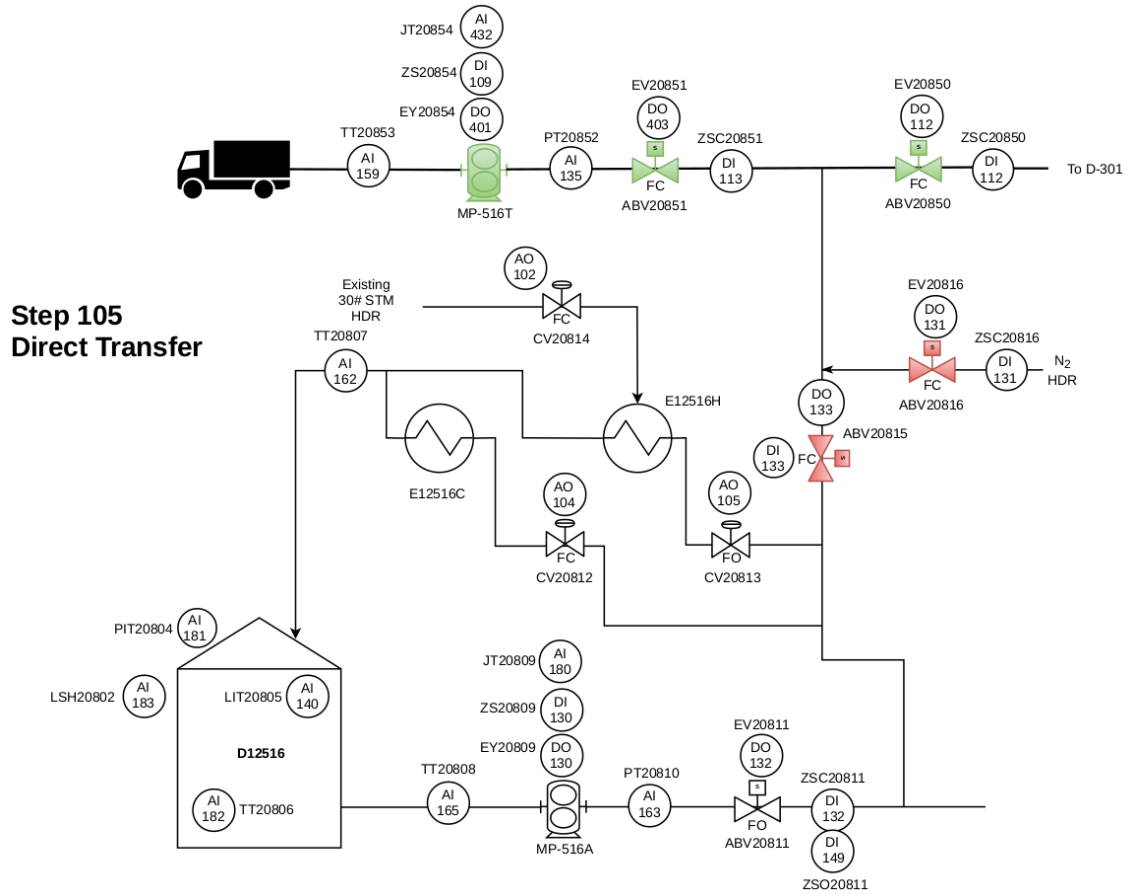 AI
432
JT20854
DI
109
ZS20854
DO
401
EY20854
EV20851
DO
403
EV20850
DO
112
TT20853
AI
159
PT20852
AI
135
S
FC
ABV20851
ZSC20851
DI
113
S
FC
ABV20850
ZSC20850
DI
112
To D-301
MP-516T
Step 105
Direct Transfer
AO
102
Existing
30# STM
HDR
FC
CV20814
TT20807
AI
162
EV20816
DO
131
S
FC
ABV20816
ZSC20816
DI
131
N2
HDR
E12516H
DO
133
ABV20815
DI
133
FC
S
E12516C
AO
104
FC
CV20812
AO
105
FO
CV20813
PIT20804
AI
181
LSH20802
AI
183
LIT20805
AI
140
D12516
AI
182
TT20806
JT20809
AI
180
ZS20809
DI
130
EY20809
DO
130
TT20808
AI
165
MP-516A
PT20810
AI
163
EV20811
DO
132
S
FO
ABV20811
ZSC20811
DI
132
DI
149
ZSO20811